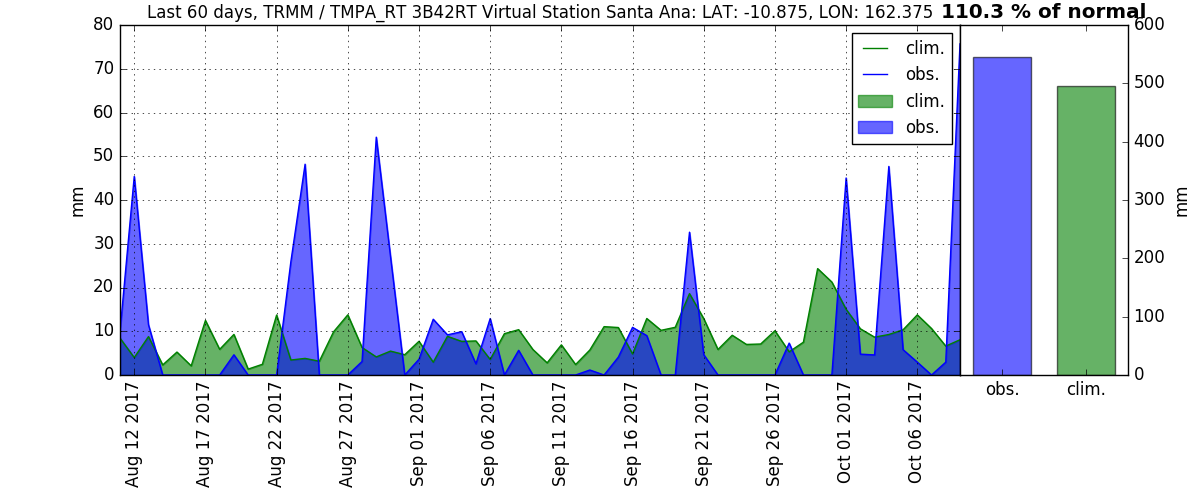 Last 60 days, TRMM / TMPA_RT 3B42RT Virtual Station Santa Ana: LAT: -10.875, LON: 162.375 110.3 % of normal
80
70
60
50
40
30
20
10
0
mm
clim.
obs.
clim.
obs.
600
500
400
300
200
100
0
mm
obs. clim.
Aug 12 2017
Aug 17 2017
Aug 22 2017
Aug 27 2017
Sep 01 2017
Sep 06 2017
Sep 11 2017
Sep 16 2017
Sep 21 2017
Sep 26 2017
Oct 01 2017
Oct 06 2017